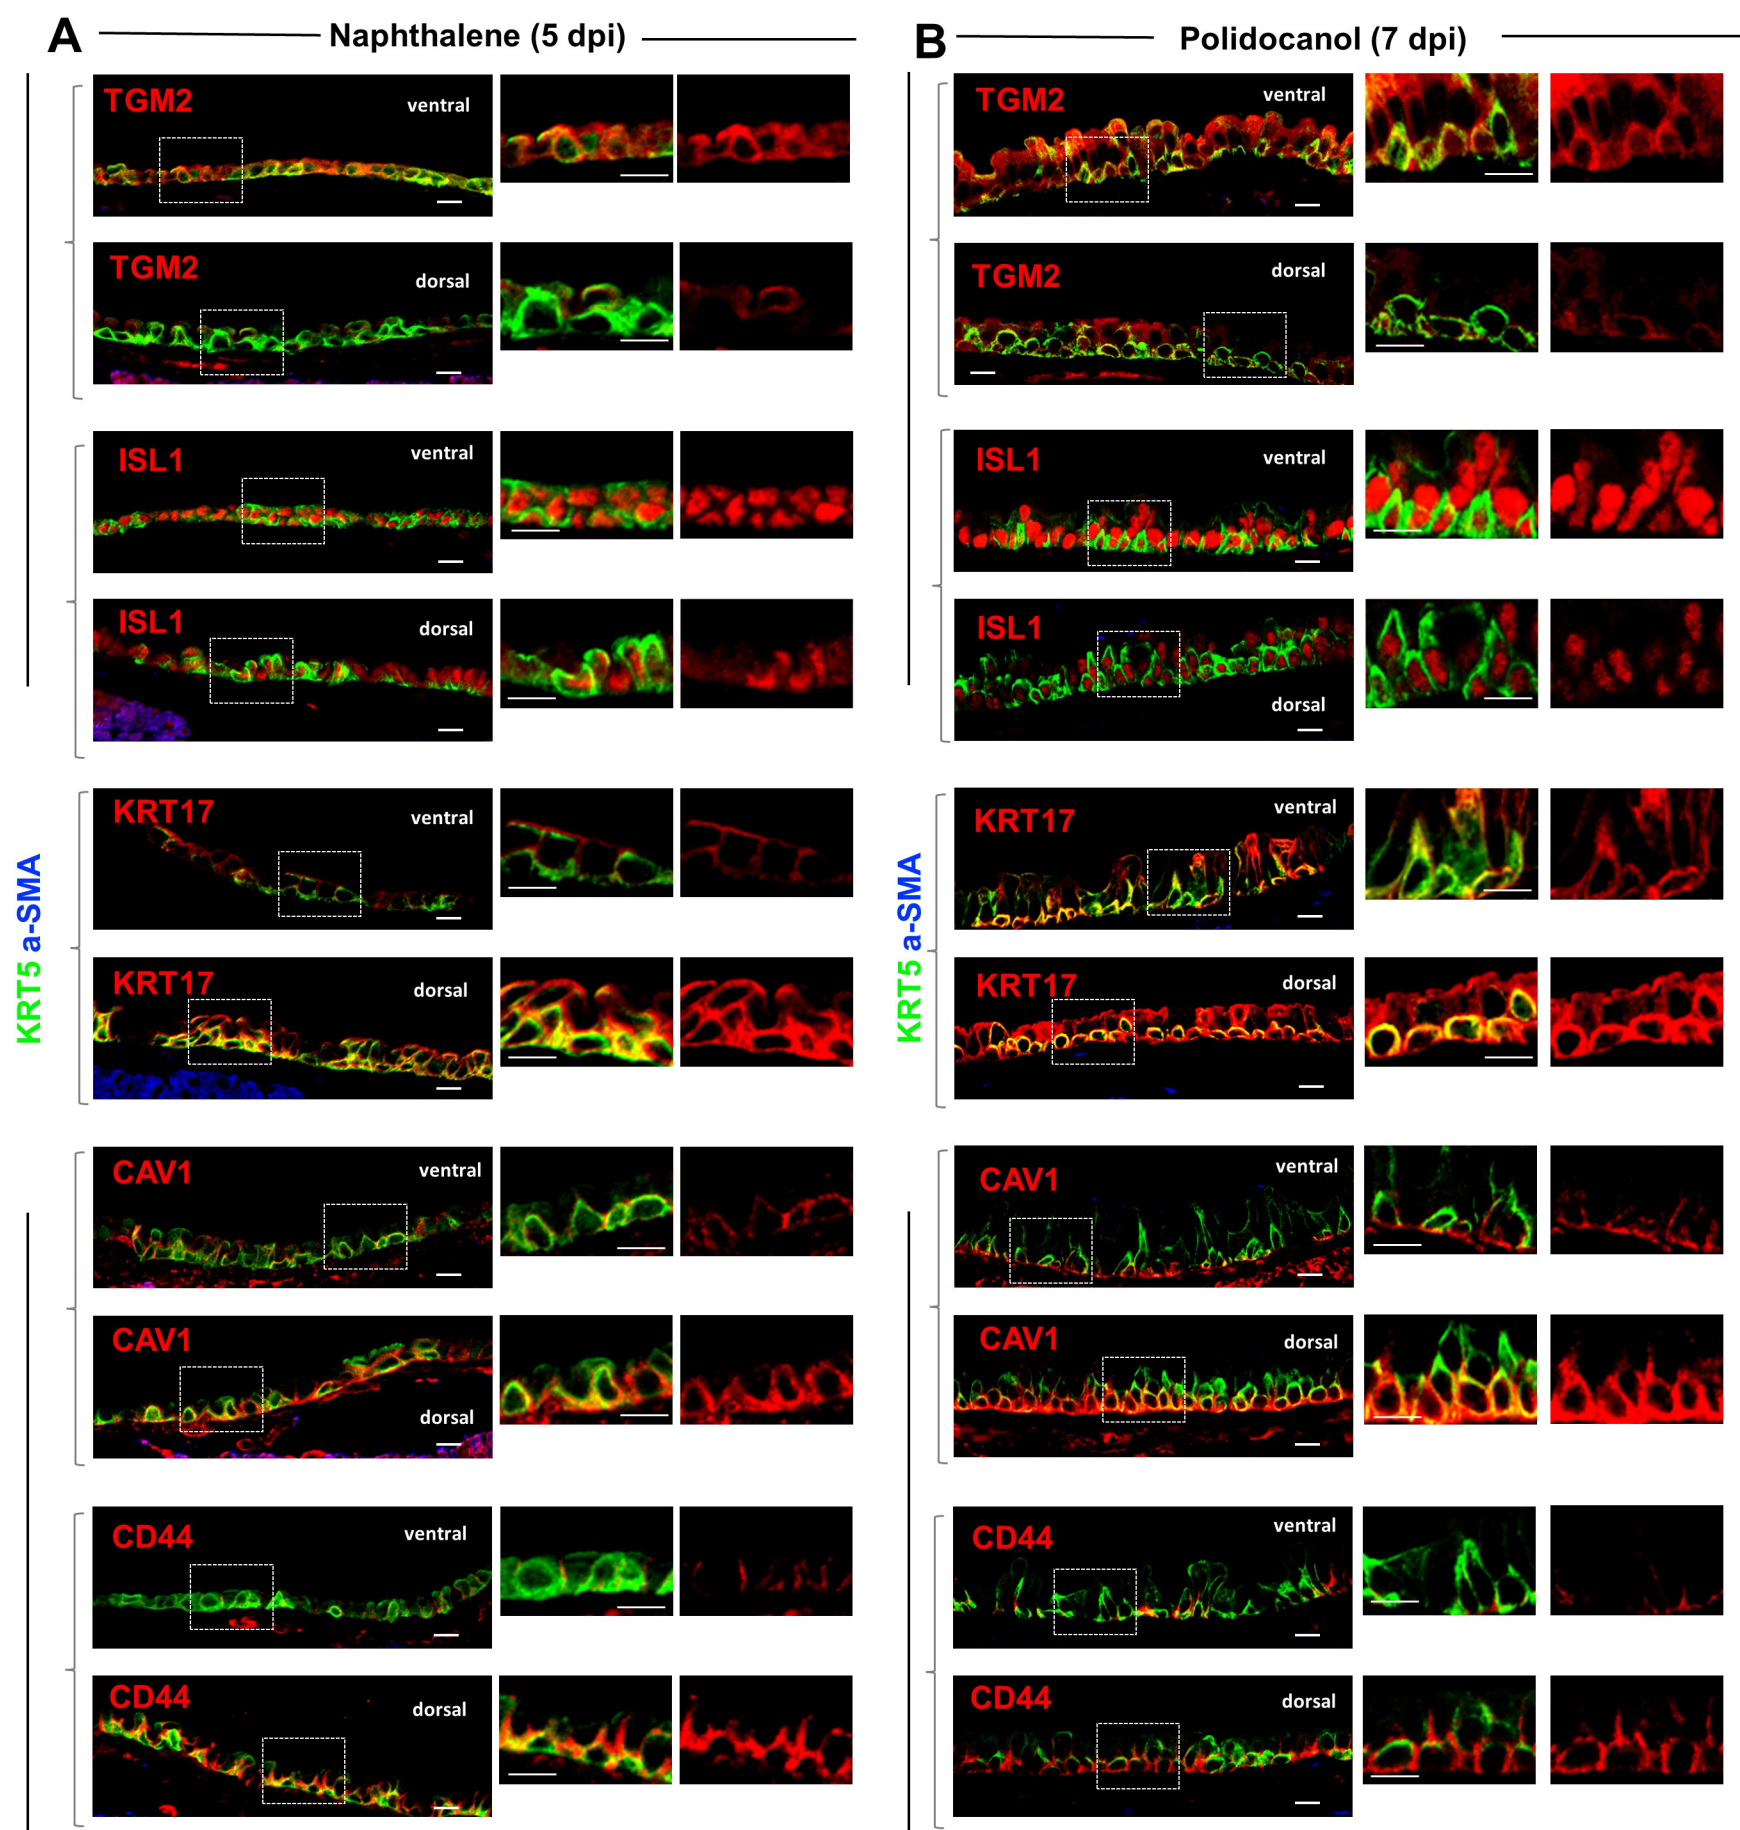 A
Naphthalene (5 dpi)
TGM2
ventral
TGM2
dorsal
ISL1
ventral
ISL1
dorsal
KRT17
ventral
KRT17
dorsal
CAV1
ventral
CAV1
dorsal
CD44
ventral
CD44
dorsal
KRT5 a-SMA
B
Polidocanol (7 dpi)
TGM2
ventral
TGM2
dorsal
ISL1
ventral
ISL1
dorsal
KRT17
ventral
KRT17
dorsal
CAV1
ventral
CAV1
dorsal
CD44
ventral
CD44
dorsal
KRT5 a-SMA